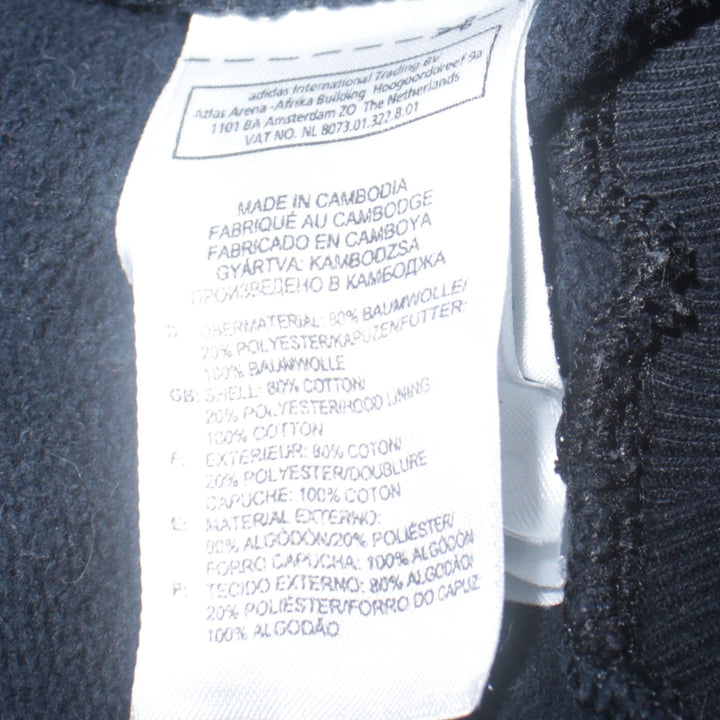 adidas International Trading BV
Atlas Arena -Afrika Building Hoogoorddreef 9a
1101 BA Amsterdam ZO The Netherlands
VAT NO. NL 8073.01.322.B.01
MADE IN CAMBODIA
FABRIQUÉ AU CAMBODGE
FABRICADO EN CAMBOYA
GYÁRTVA: KAMBODZSA
ПРОИЗВЕДЕНО В КАМБОДЖА
D: OBERMATERIAL: 80% BAUMWOLLE/
20% POLYESTER/KAPUZENFUTTER:
100% BAUMWOLLE
GB: SHELL: 80% COTTON/
20% POLYESTER/HOOD LINING:
100% COTTON
F: EXTERIEUR: 80% COTON/
20% POLYESTER/DOUBLURE
CAPUCHE: 100% COTON
E: MATERIAL EXTERNO:
80% ALGODÓN/20% POLIÉSTER/
FORRO CAPUCHA: 100% ALGODÓN
P: TECIDO EXTERNO: 80% ALGODÃO/
20% POLIÉSTER/FORRO DO CAPUZ:
100% ALGODÃO